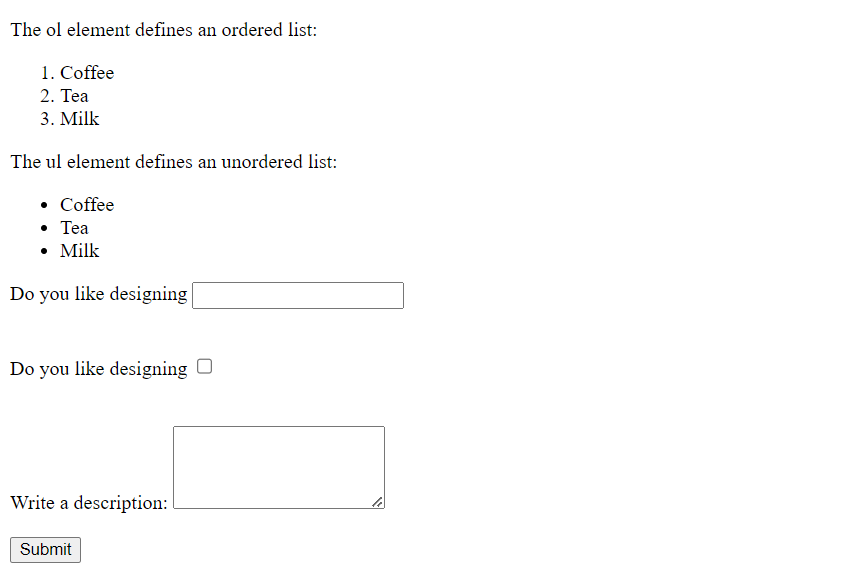 The ol element defines an ordered list:
1. Coffee
2. Tea
3. Milk
The ul element defines an unordered list:
• Coffee
• Tea
• Milk
Do you like designing
Do you like designing
Write a description:
Submit